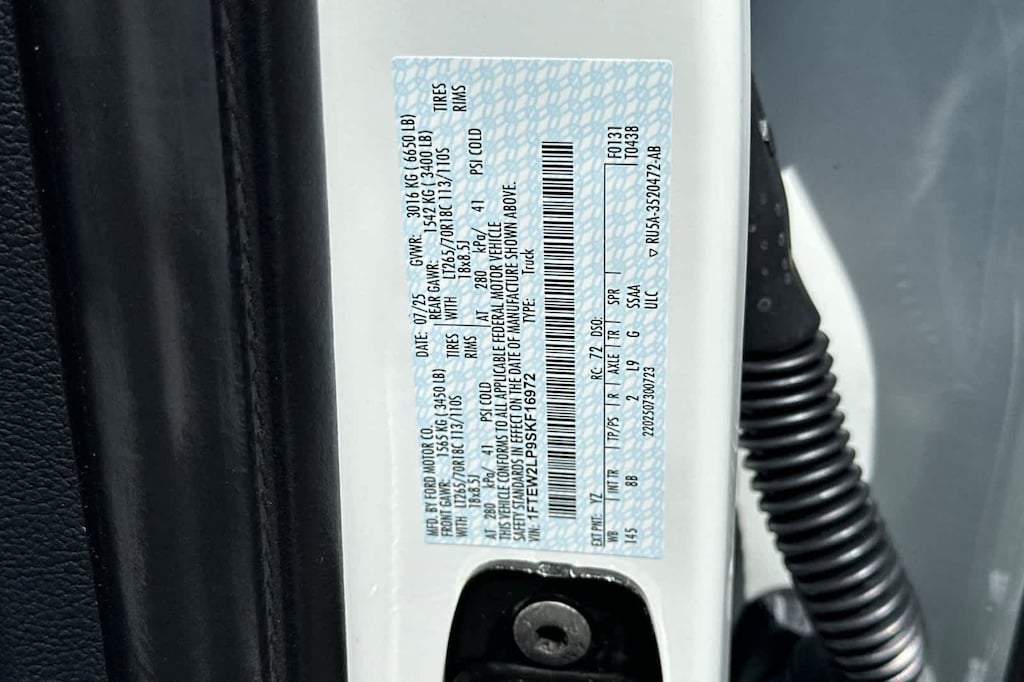 MFD. BY FORD MOTOR CO. DATE: 07/25 GVWR: 3016 KG ( 6650 LB)
FRONT GAWR: 1565 KG ( 3450 LB) REAR GAWR: 1542 KG ( 3400 LB)
WITH LT265/70R18C 113/110S TIRES WITH LT265/70R18C 113/110S TIRES
18x8.5J RIMS 18x8.5J RIMS
AT 280 kPa/ 41 PSI COLD AT 280 kPa/ 41 PSI COLD
THIS VEHICLE CONFORMS TO ALL APPLICABLE FEDERAL MOTOR VEHICLE
SAFETY STANDARDS IN EFFECT ON THE DATE OF MANUFACTURE SHOWN ABOVE.
VIN: 1FTEW2LP9SKF16972 TYPE: Truck
EXT PNT: YZ RC: 72 DSO: F0131
WB INT TR TP/PS R AXLE TR SPR T0438
145 8B 2 L9 G SSAA
2202507300723 ULC ▽ RU5A-3520472-AB